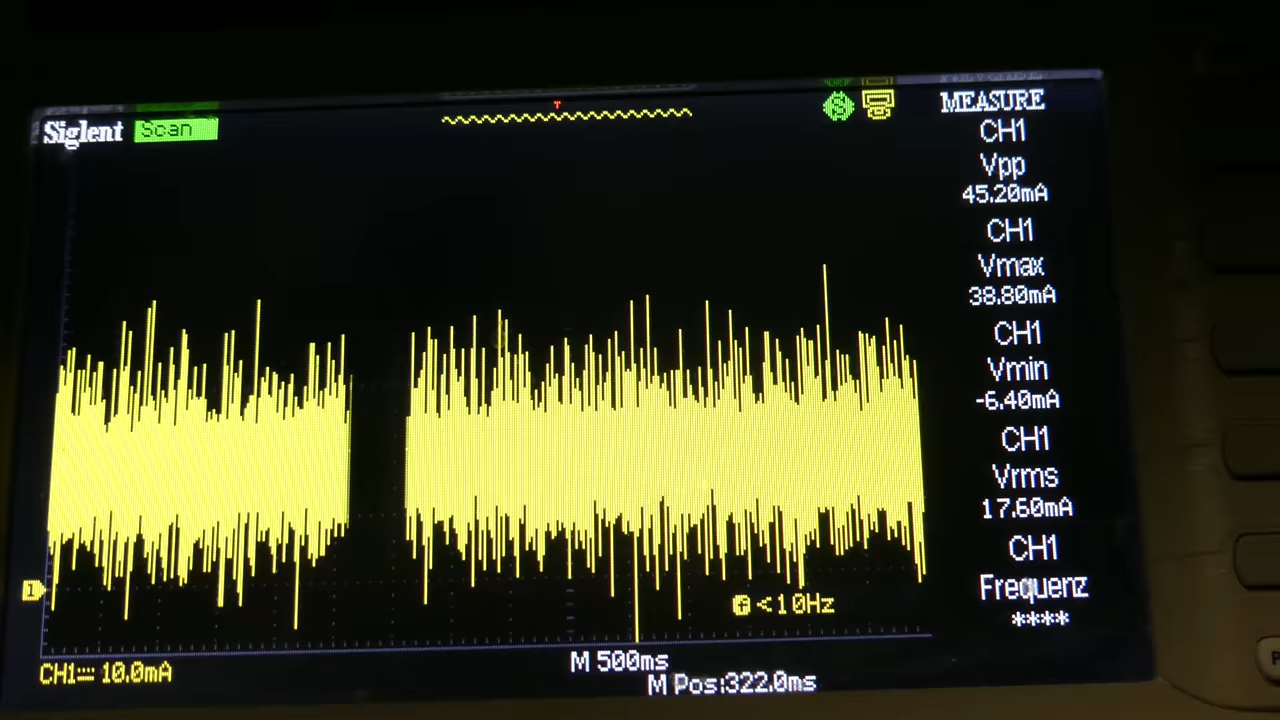 Siglent Scan
T
MEASURE
CH1
Vpp
45.20mA
CH1
Vmax
38.80mA
CH1
Vmin
-6.40mA
CH1
Vrms
17.60mA
CH1
Frequenz
****
1
F <10Hz
CH1 10.0mA
M 500ms
M Pos:322.0ms